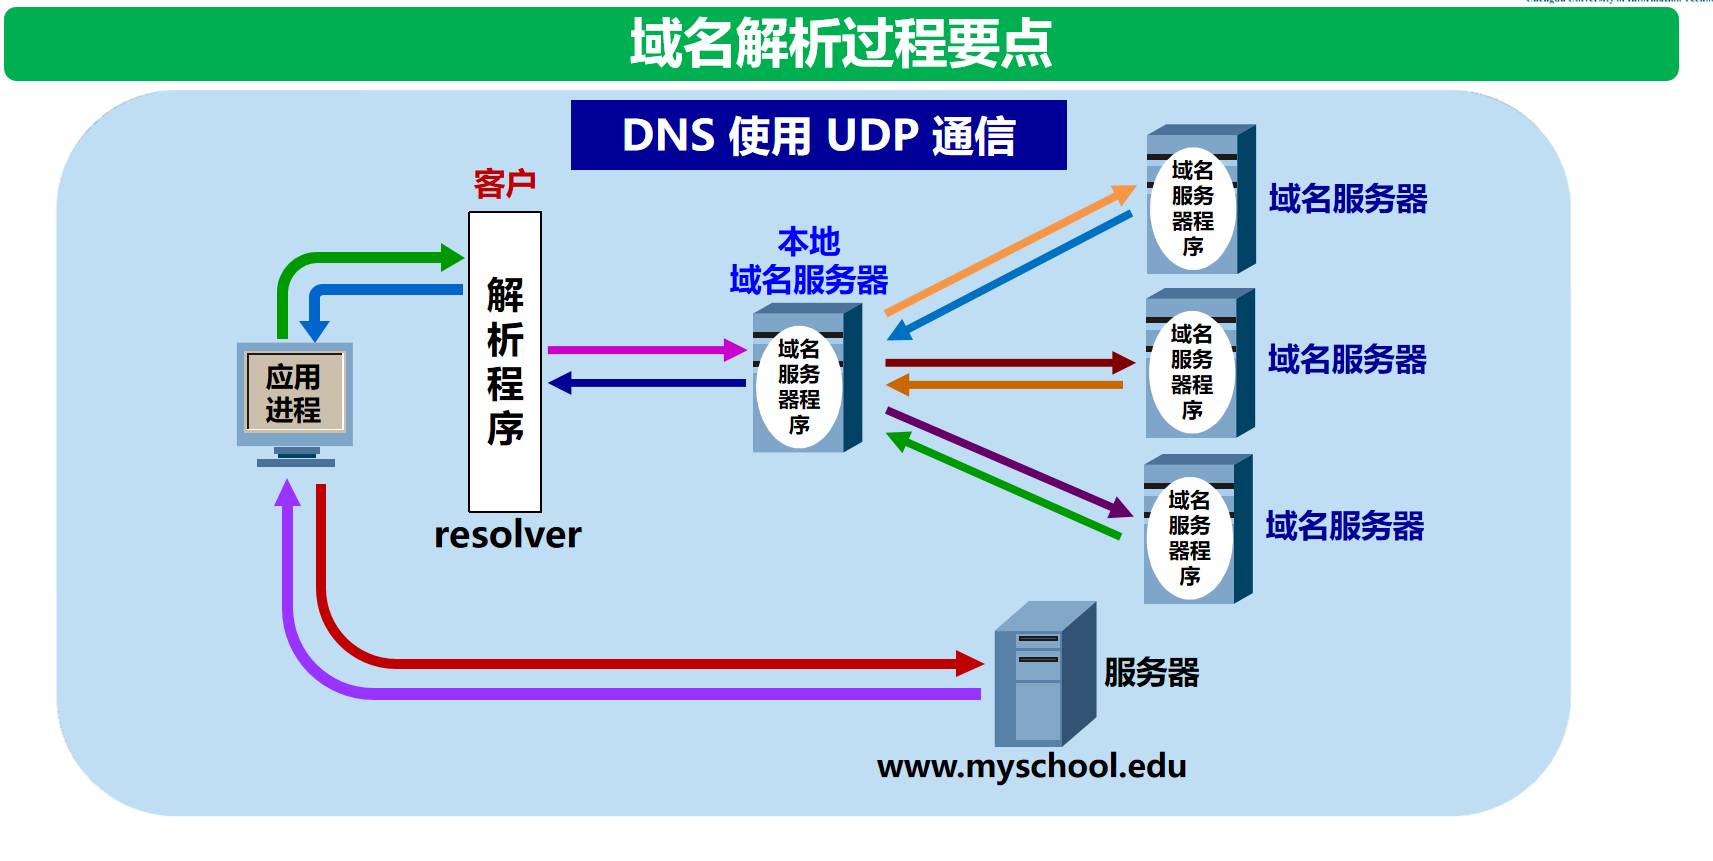 域名解析过程要点
DNS 使用 UDP 通信
客户
解
析
程
序
resolver
应用
进程
本地
域名服务器
域名
服务
器程
序
域名
服务
器程
序
域名服务器
域名
服务
器程
序
域名服务器
域名
服务
器程
序
域名服务器
服务器
www.myschool.edu